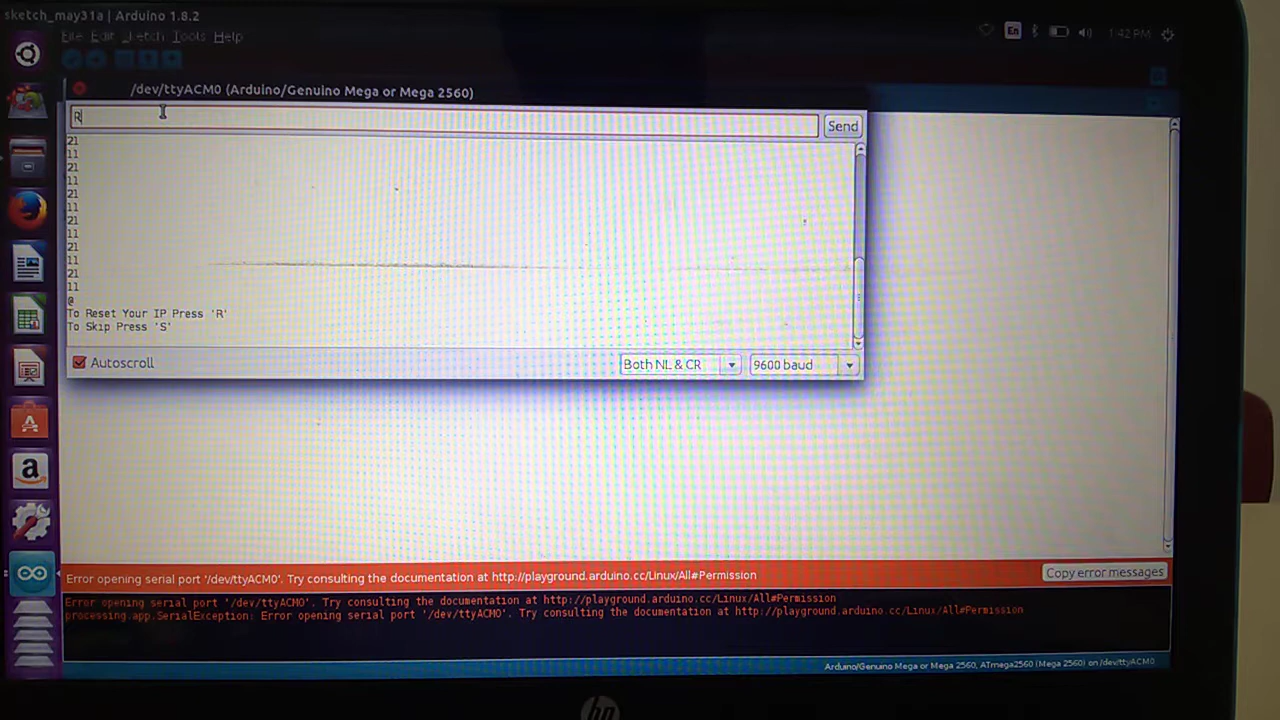 sketch_may31a | Arduino 1.8.2
File Edit Sketch Tools Help
En
1:42 PM
/dev/ttyACM0 (Arduino/Genuino Mega or Mega 2560)
R
Send
21
11
21
11
21
11
21
11
21
11
21
11
@
To Reset Your IP Press 'R'
To Skip Press 'S'
Autoscroll
Both NL & CR
9600 baud
Error opening serial port '/dev/ttyACM0'. Try consulting the documentation at http://playground.arduino.cc/Linux/All#Permission
Copy error messages
Error opening serial port '/dev/ttyACM0'. Try consulting the documentation at http://playground.arduino.cc/Linux/All#Permission
processing.app.SerialException: Error opening serial port '/dev/ttyACM0'. Try consulting the documentation at http://playground.arduino.cc/Linux/All#Permission
Arduino/Genuino Mega or Mega 2560, ATmega2560 (Mega 2560) on /dev/ttyACM0
hp